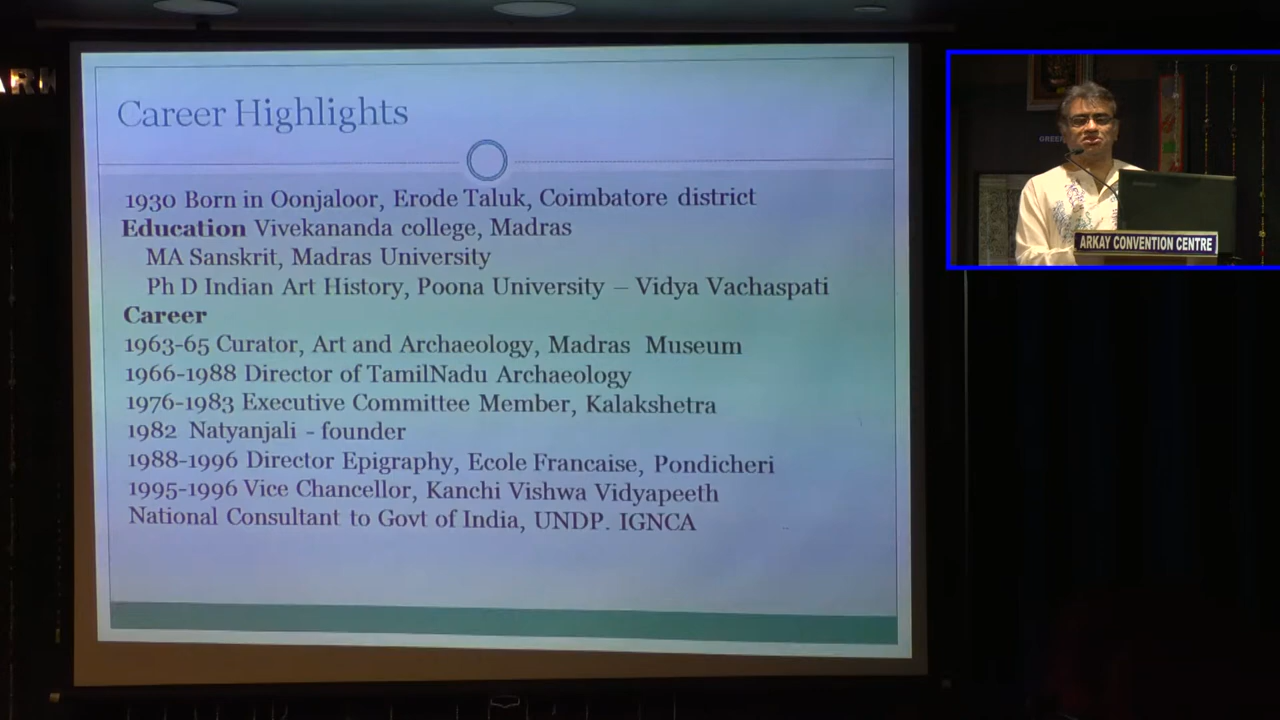 Career Highlights
1930 Born in Oonjaloor, Erode Taluk, Coimbatore district
Education Vivekananda college, Madras
MA Sanskrit, Madras University
Ph D Indian Art History, Poona University – Vidya Vachaspati
Career
1963-65 Curator, Art and Archaeology, Madras Museum
1966-1988 Director of TamilNadu Archaeology
1976-1983 Executive Committee Member, Kalakshetra
1982 Natyanjali - founder
1988-1996 Director Epigraphy, Ecole Francaise, Pondicheri
1995-1996 Vice Chancellor, Kanchi Vishwa Vidyapeeth
National Consultant to Govt of India, UNDP. IGNCA
ARKAY CONVENTION CENTRE